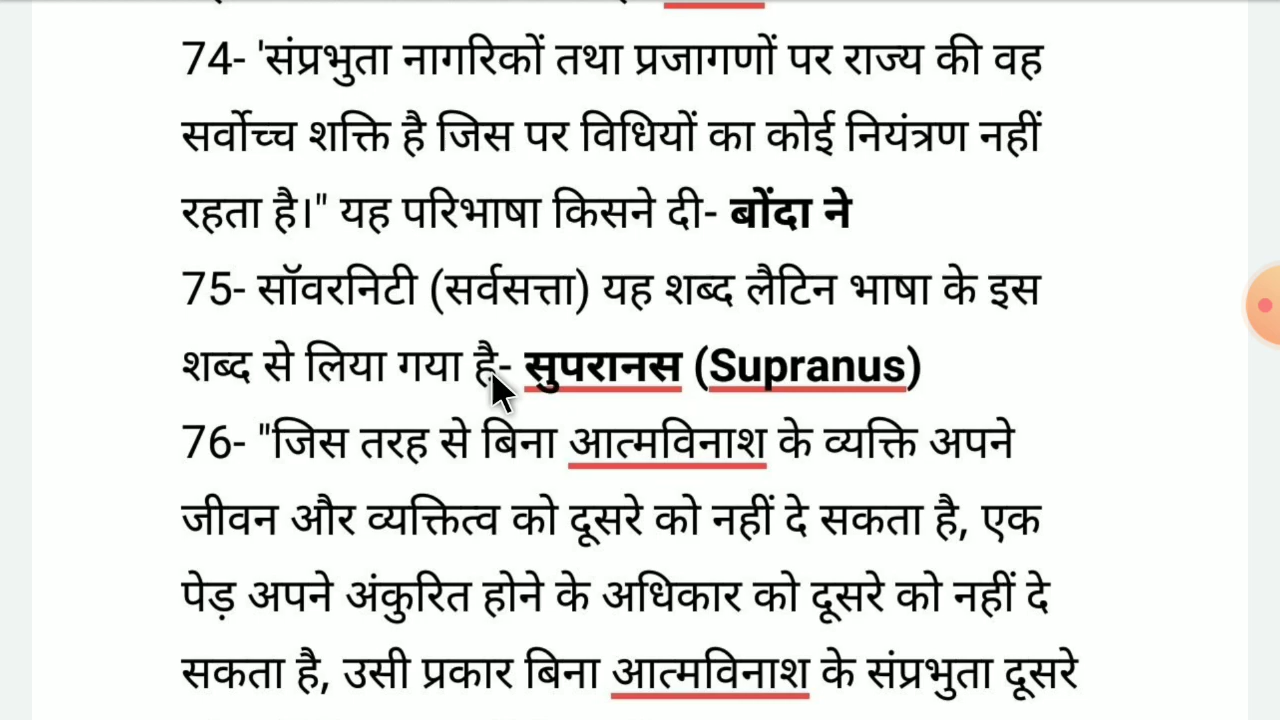 74- 'संप्रभुता नागरिकों तथा प्रजागणों पर राज्य की वह
सर्वोच्च शक्ति है जिस पर विधियों का कोई नियंत्रण नहीं
रहता है।" यह परिभाषा किसने दी- बोंदा ने
75- सॉवरनिटी (सर्वसत्ता) यह शब्द लैटिन भाषा के इस
शब्द से लिया गया है- सुपरानस (Supranus)
76- "जिस तरह से बिना आत्मविनाश के व्यक्ति अपने
जीवन और व्यक्तित्व को दूसरे को नहीं दे सकता है, एक
पेड़ अपने अंकुरित होने के अधिकार को दूसरे को नहीं दे
सकता है, उसी प्रकार बिना आत्मविनाश के संप्रभुता दूसरे